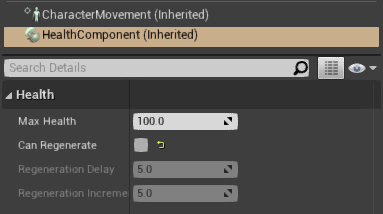 CharacterMovement (Inherited)
HealthComponent (Inherited)
Search Details
Health
Max Health 100.0
Can Regenerate
Regeneration Delay 5.0
Regeneration Increme 5.0